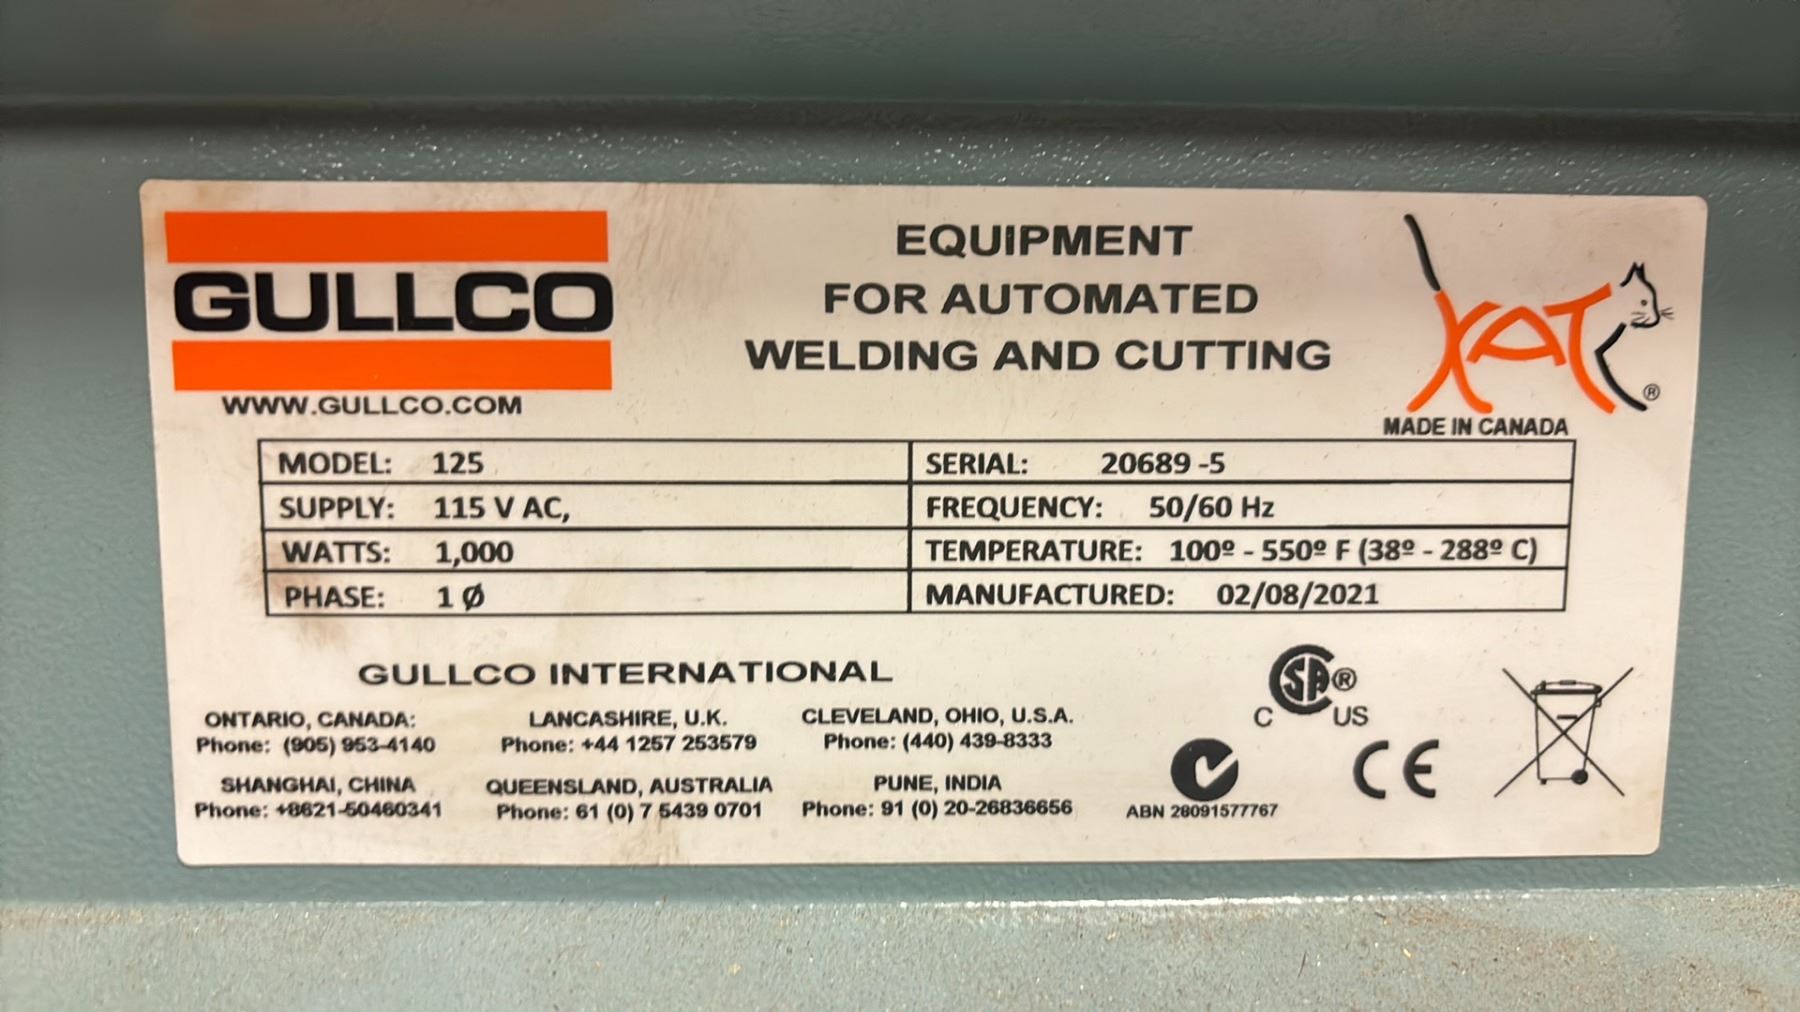 GULLCO
WWW.GULLCO.COM
EQUIPMENT
FOR AUTOMATED
WELDING AND CUTTING
KAT®
MADE IN CANADA
MODEL: 125
SERIAL: 20689 -5
SUPPLY: 115 V AC,
FREQUENCY: 50/60 Hz
WATTS: 1,000
TEMPERATURE: 100º - 550º F (38º - 288º C)
PHASE: 1 Ø
MANUFACTURED: 02/08/2021
GULLCO INTERNATIONAL
ONTARIO, CANADA:
Phone: (905) 953-4140
LANCASHIRE, U.K.
Phone: +44 1257 253579
CLEVELAND, OHIO, U.S.A.
Phone: (440) 439-8333
SHANGHAI, CHINA
Phone: +8621-50460341
QUEENSLAND, AUSTRALIA
Phone: 61 (0) 7 5439 0701
PUNE, INDIA
Phone: 91 (0) 20-26836656
SA®
C US
ABN 28091577767
CE